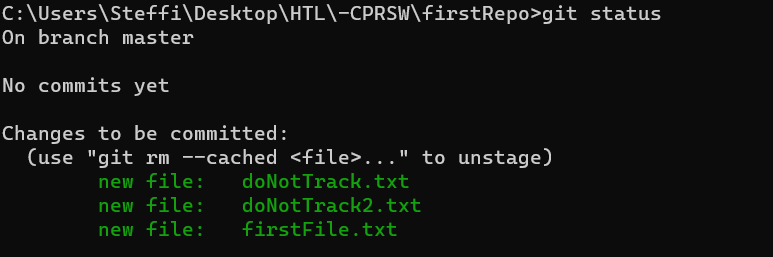 C:\Users\Steffi\Desktop\HTL\-CPRSW\firstRepo>git status
On branch master
No commits yet
Changes to be committed:
(use "git rm --cached <file>..." to unstage)
new file:   doNotTrack.txt
new file:   doNotTrack2.txt
new file:   firstFile.txt